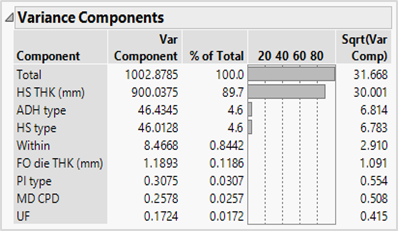 Variance Components
Var Sqrt(Var
Component Component % of Total 20 40 60 80 Comp)
Total 1002.8785 100.0 31.668
HS THK (mm) 900.0375 89.7 30.001
ADH type 46.4345 4.6 6.814
HS type 46.0128 4.6 6.783
Within 8.4668 0.8442 2.910
FO die THK (mm) 1.1893 0.1186 1.091
PI type 0.3075 0.0307 0.554
MD CPD 0.2578 0.0257 0.508
UF 0.1724 0.0172 0.415